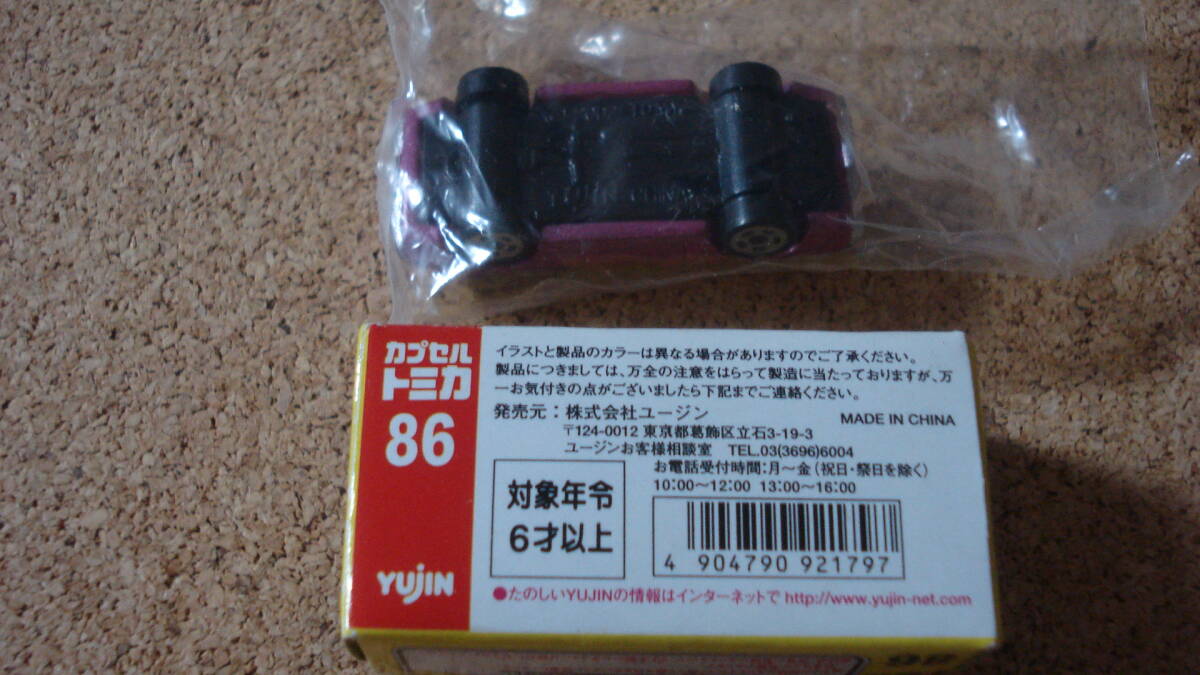 YUJIN CHINA
カプセル
トミカ
86
YUJIN
イラストと製品のカラーは異なる場合がありますのでご了承ください。
製品につきましては、万全の注意をはらって製造に当たっておりますが、万
一お気付きの点がございましたら下記までご連絡ください。
発売元：株式会社ユージン MADE IN CHINA
〒124-0012 東京都葛飾区立石3-19-3
ユージンお客様相談室 TEL.03(3696)6004
お電話受付時間:月～金(祝日・祭日を除く)
10:00～12:00 13:00～16:00
対象年令
6才以上
4 904790 921797
●たのしいYUJINの情報はインターネットで http://www.yujin-net.com